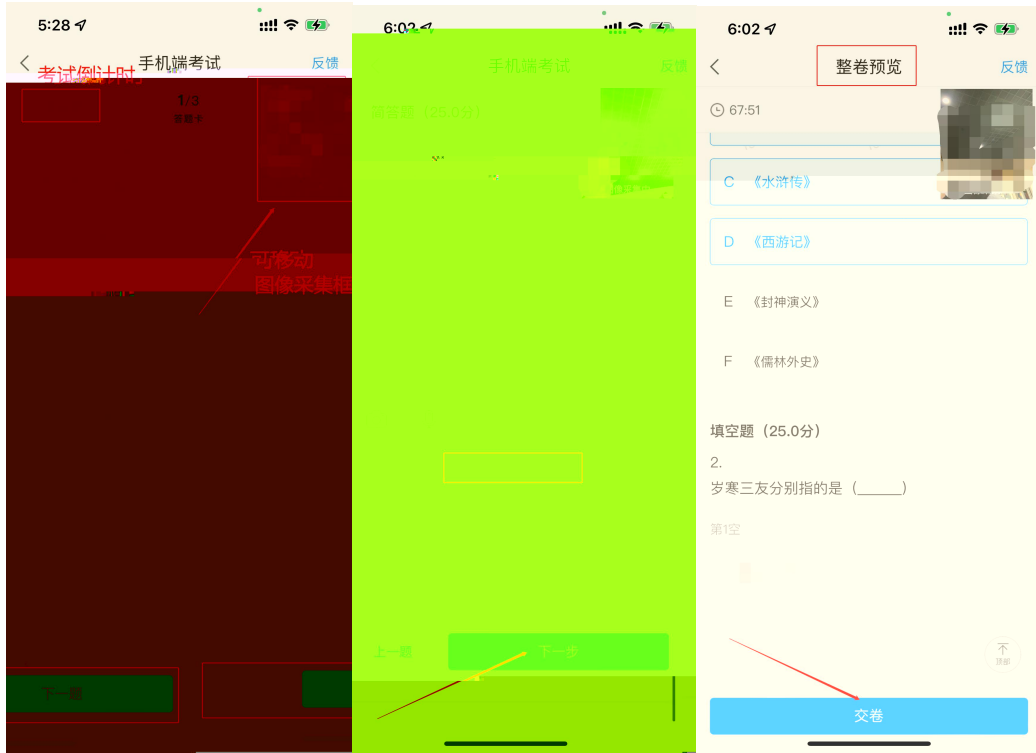 5:28
手机端考试
反馈
考试倒计时
1/3
答题卡
可移动
图像采集框
下一题
6:02
手机端考试
反馈
简答题（25.0分）
上一题
下一步
6:02
整卷预览
反馈
67:51
C 《水浒传》
D 《西游记》
E 《封神演义》
F 《儒林外史》
填空题（25.0分）
2.
岁寒三友分别指的是（______）
第1空
顶部
交卷